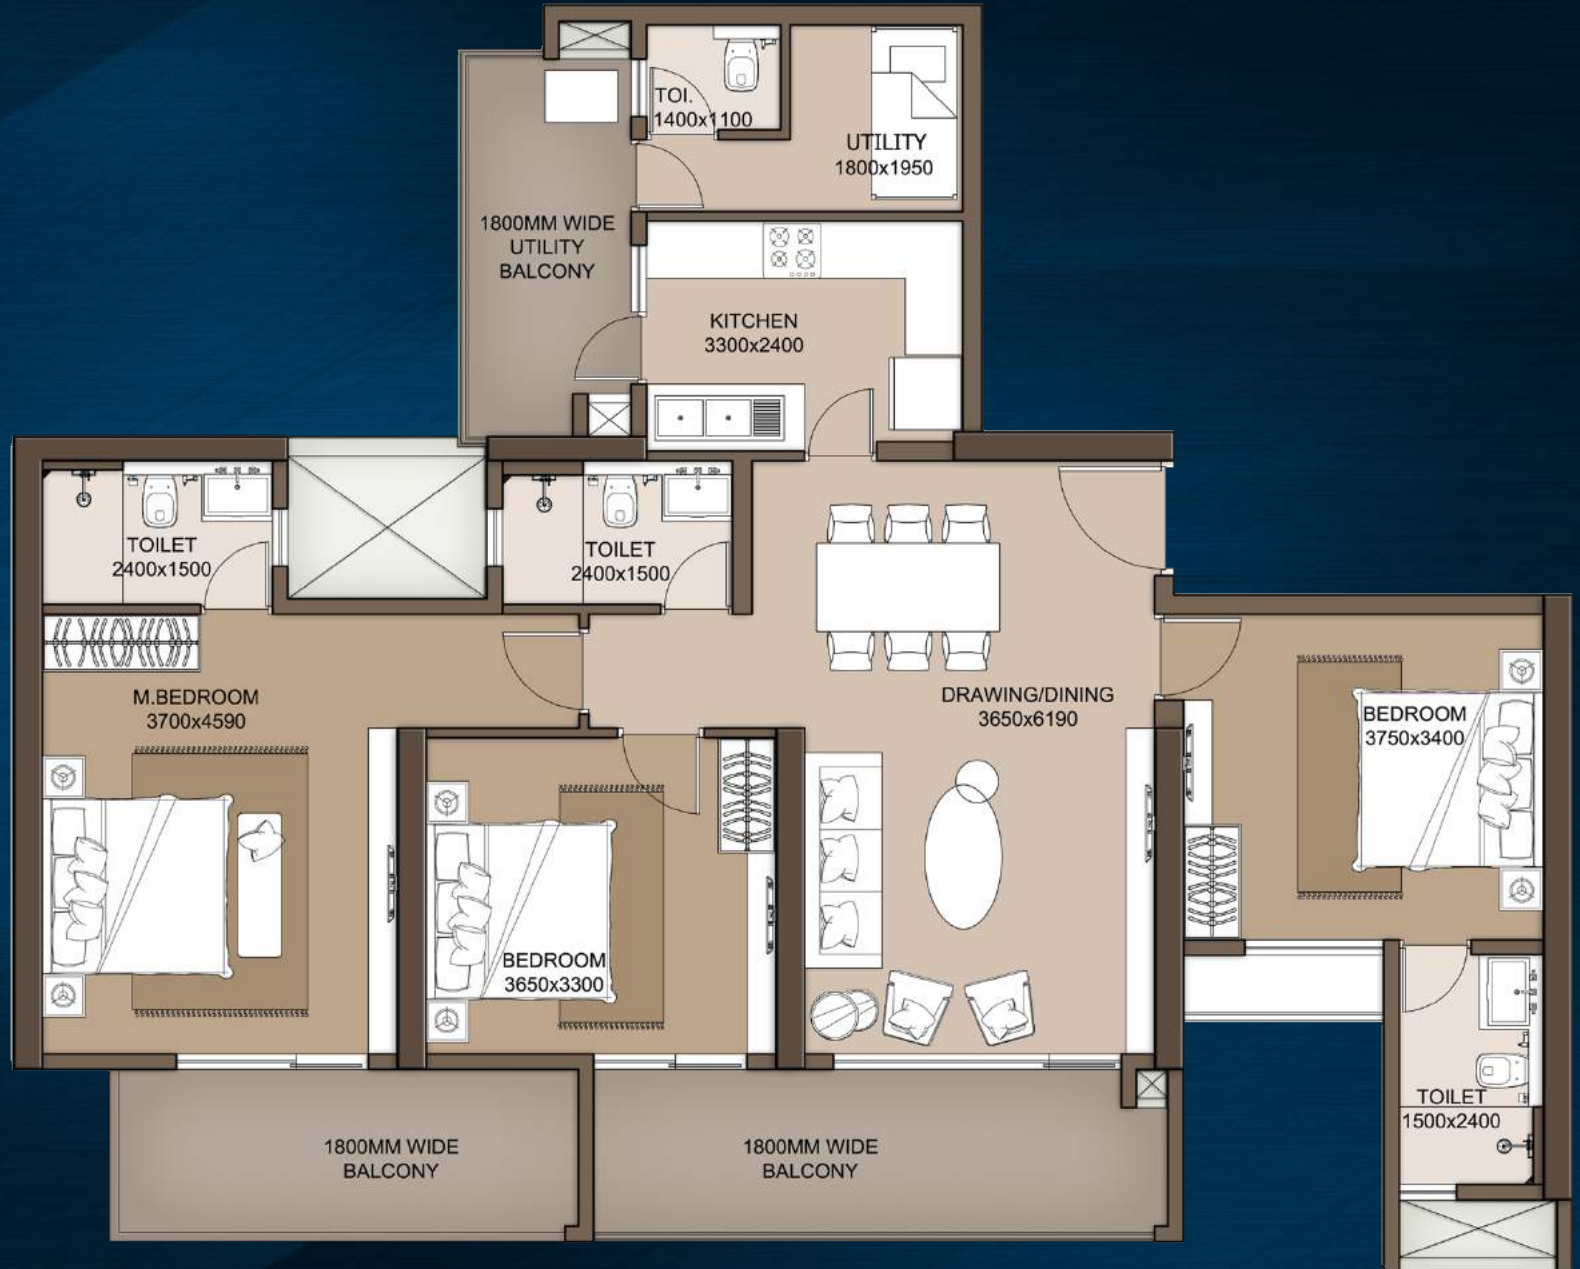 TOI.
1400x1100
UTILITY
1800x1950
1800MM WIDE
UTILITY
BALCONY
KITCHEN
3300x2400
TOILET
2400x1500
TOILET
2400x1500
M.BEDROOM
3700x4590
DRAWING/DINING
3650x6190
BEDROOM
3750x3400
BEDROOM
3650x3300
TOILET
1500x2400
1800MM WIDE
BALCONY
1800MM WIDE
BALCONY